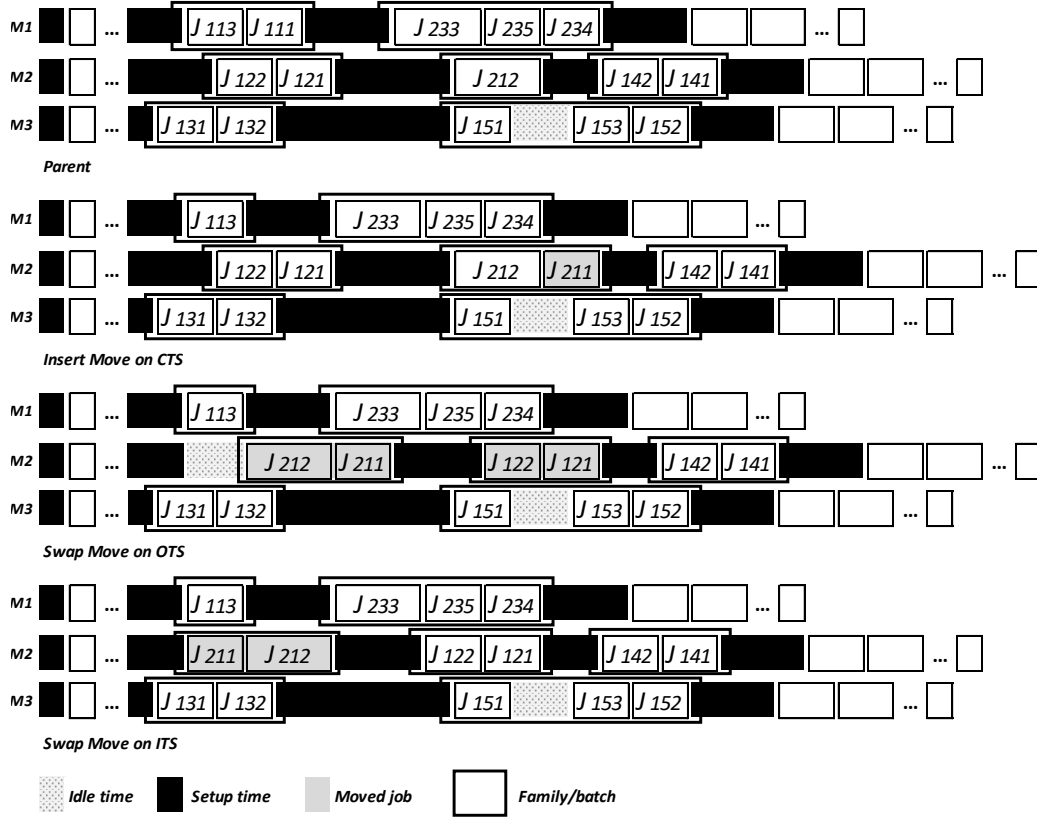 M1 ... J 113 J 111 J 233 J 235 J 234 ...
M2 ... J 122 J 121 J 212 J 142 J 141 ...
M3 ... J 131 J 132 J 151 J 153 J 152 ...
Parent
M1 ... J 113 J 233 J 235 J 234 ...
M2 ... J 122 J 121 J 212 J 211 J 142 J 141 ...
M3 ... J 131 J 132 J 151 J 153 J 152 ...
Insert Move on CTS
M1 ... J 113 J 233 J 235 J 234 ...
M2 ... J 212 J 211 J 122 J 121 J 142 J 141 ...
M3 ... J 131 J 132 J 151 J 153 J 152 ...
Swap Move on OTS
M1 ... J 113 J 233 J 235 J 234 ...
M2 ... J 211 J 212 J 122 J 121 J 142 J 141 ...
M3 ... J 131 J 132 J 151 J 153 J 152 ...
Swap Move on ITS
Idle time Setup time Moved job Family/batch